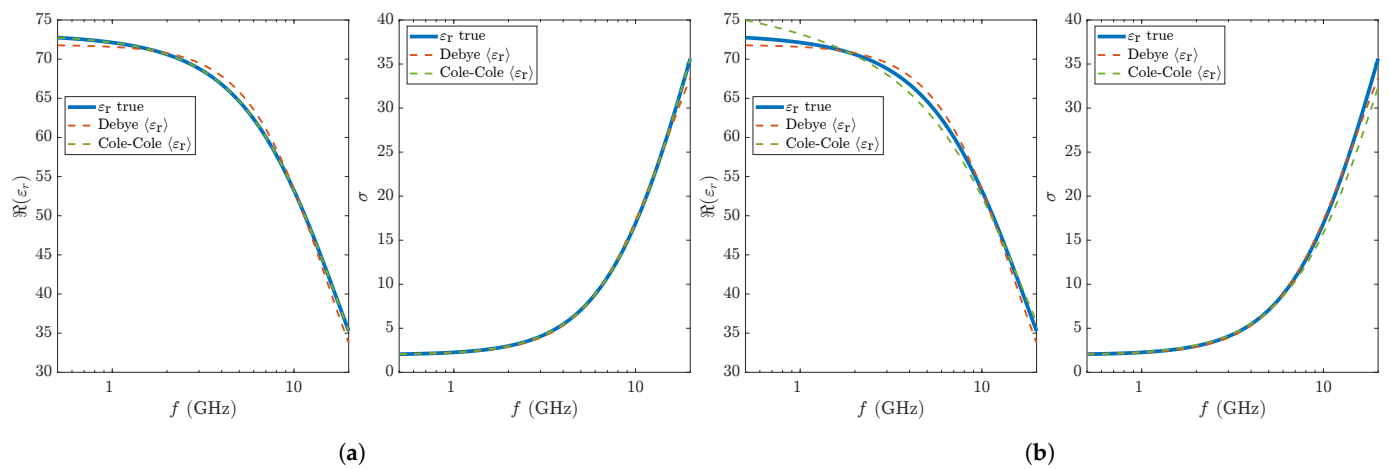 75
70
65
60
55
50
45
40
35
30
ℜ(εr)
εr true
Debye ⟨εr⟩
Cole-Cole ⟨εr⟩
1
10
f (GHz)
40
35
30
25
20
15
10
5
0
σ
εr true
Debye ⟨εr⟩
Cole-Cole ⟨εr⟩
1
10
f (GHz)
(a)
75
70
65
60
55
50
45
40
35
30
ℜ(εr)
εr true
Debye ⟨εr⟩
Cole-Cole ⟨εr⟩
1
10
f (GHz)
40
35
30
25
20
15
10
5
0
σ
εr true
Debye ⟨εr⟩
Cole-Cole ⟨εr⟩
1
10
f (GHz)
(b)